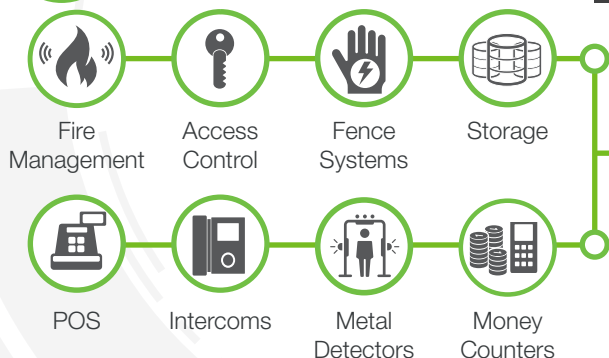 Fire
Management
Access
Control
Fence
Systems
Storage
POS
Intercoms
Metal
Detectors
Money
Counters